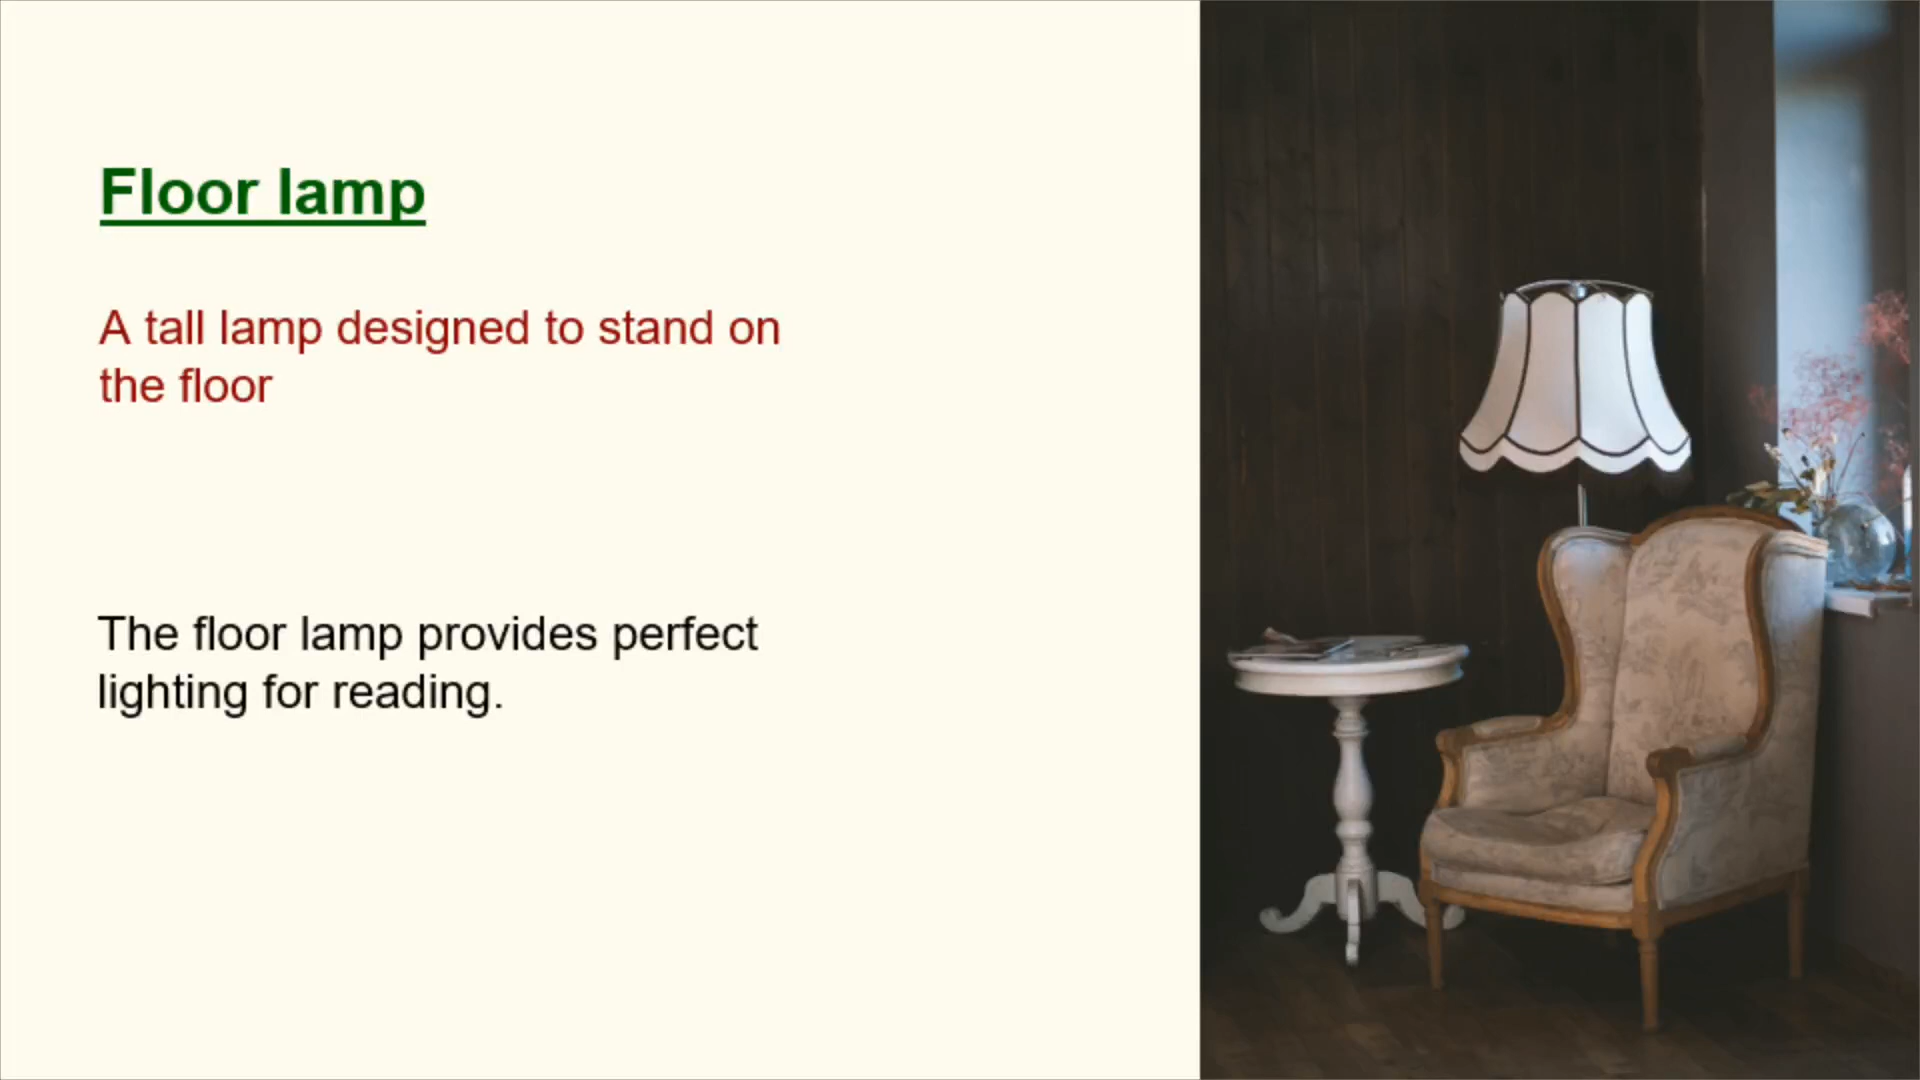 Floor lamp
A tall lamp designed to stand on
the floor
The floor lamp provides perfect
lighting for reading.